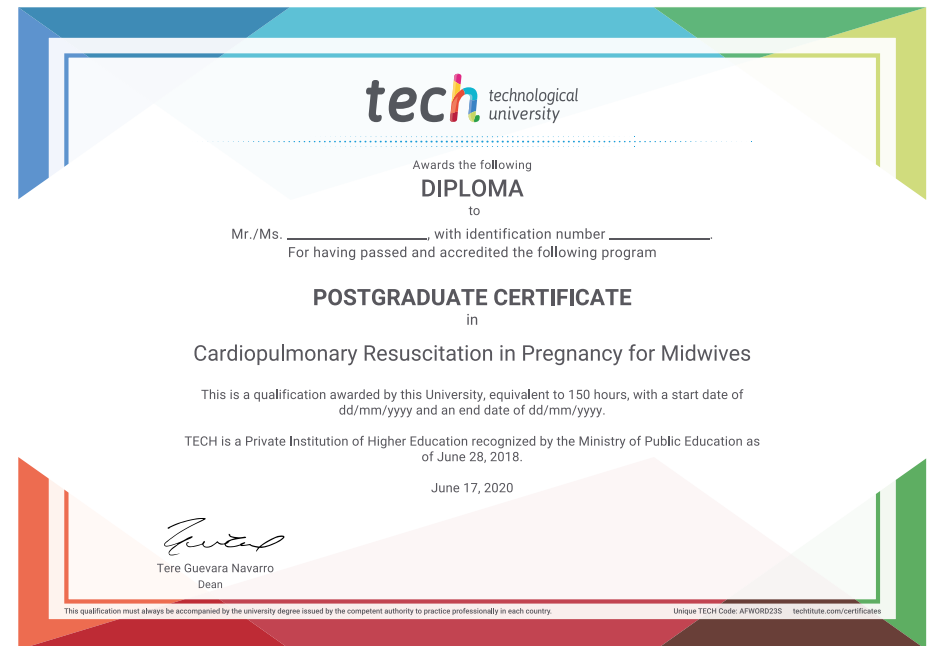 tech technological
university
Awards the following
DIPLOMA
to
Mr./Ms. ____________________, with identification number ______________.
For having passed and accredited the following program
POSTGRADUATE CERTIFICATE
in
Cardiopulmonary Resuscitation in Pregnancy for Midwives
This is a qualification awarded by this University, equivalent to 150 hours, with a start date of
dd/mm/yyyy and an end date of dd/mm/yyyy.
TECH is a Private Institution of Higher Education recognized by the Ministry of Public Education as
of June 28, 2018.
June 17, 2020
Tere Guevara Navarro
Dean
This qualification must always be accompanied by the university degree issued by the competent authority to practice professionally in each country.
Unique TECH Code: AFWORD23S techtitute.com/certificates